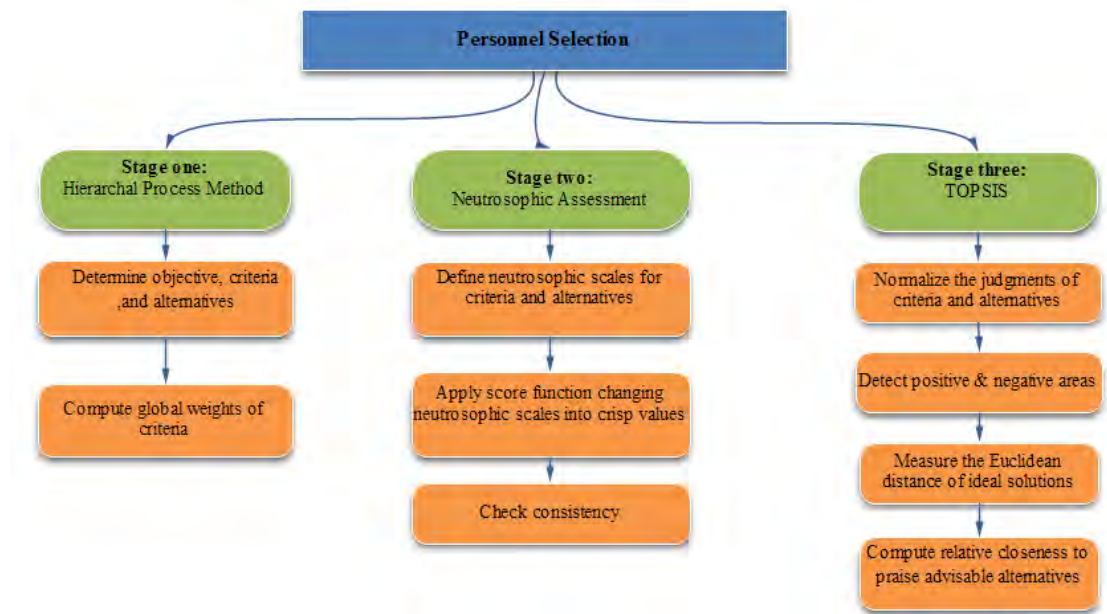 Personnel Selection
Stage one:
Hierarchal Process Method
Determine objective, criteria
,and alternatives
Compute global weights of
criteria
Stage two:
Neutrosophic Assessment
Define neutrosophic scales for
criteria and alternatives
Apply score function changing
neutrosophic scales into crisp values
Check consistency
Stage three:
TOPSIS
Normalize the judgments of
criteria and alternatives
Detect positive & negative areas
Measure the Euclidean
distance of ideal solutions
Compute relative closeness to
praise advisable alternatives